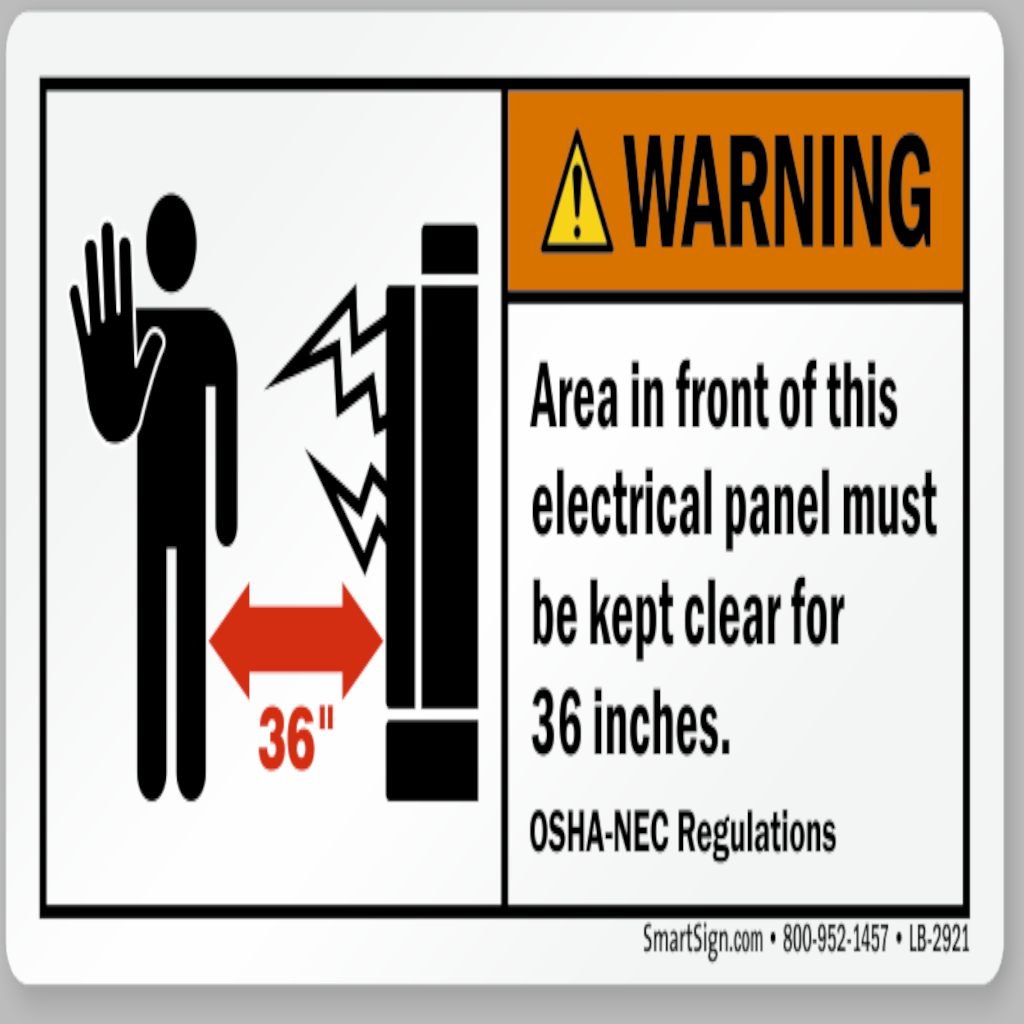 WARNING
Area in front of this
electrical panel must
be kept clear for
36 inches.
OSHA-NEC Regulations
36"
SmartSign.com • 800-952-1457 • LB-2921